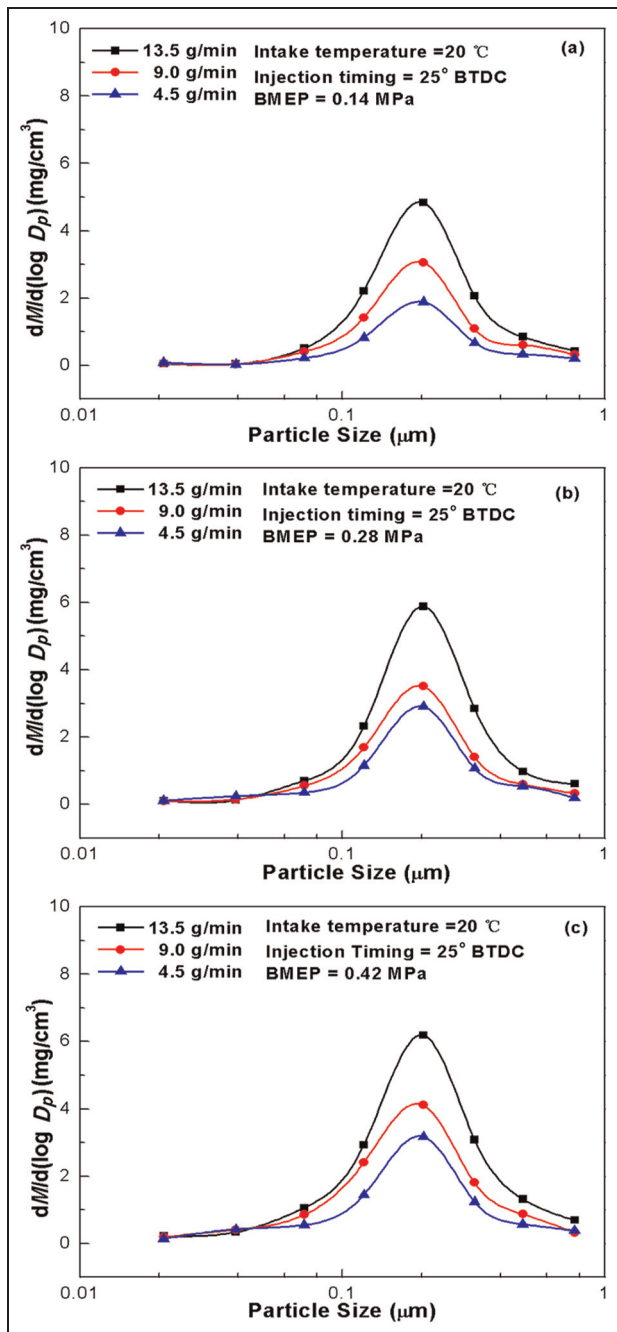 13.5 g/min Intake temperature =20 ℃ (a)
9.0 g/min Injection timing = 25° BTDC
4.5 g/min BMEP = 0.14 MPa
dM/d(log Dp)(mg/cm³)
10
8
6
4
2
0
0.01 0.1 1
Particle Size (μm)
13.5 g/min Intake temperature =20 ℃ (b)
9.0 g/min Injection timing = 25° BTDC
4.5 g/min BMEP = 0.28 MPa
dM/d(log Dp)(mg/cm³)
10
8
6
4
2
0
0.01 0.1 1
Particle Size (μm)
13.5 g/min Intake temperature =20 ℃ (c)
9.0 g/min Injection Timing = 25° BTDC
4.5 g/min BMEP = 0.42 MPa
dM/d(log Dp)(mg/cm³)
10
8
6
4
2
0
0.01 0.1 1
Particle Size (μm)